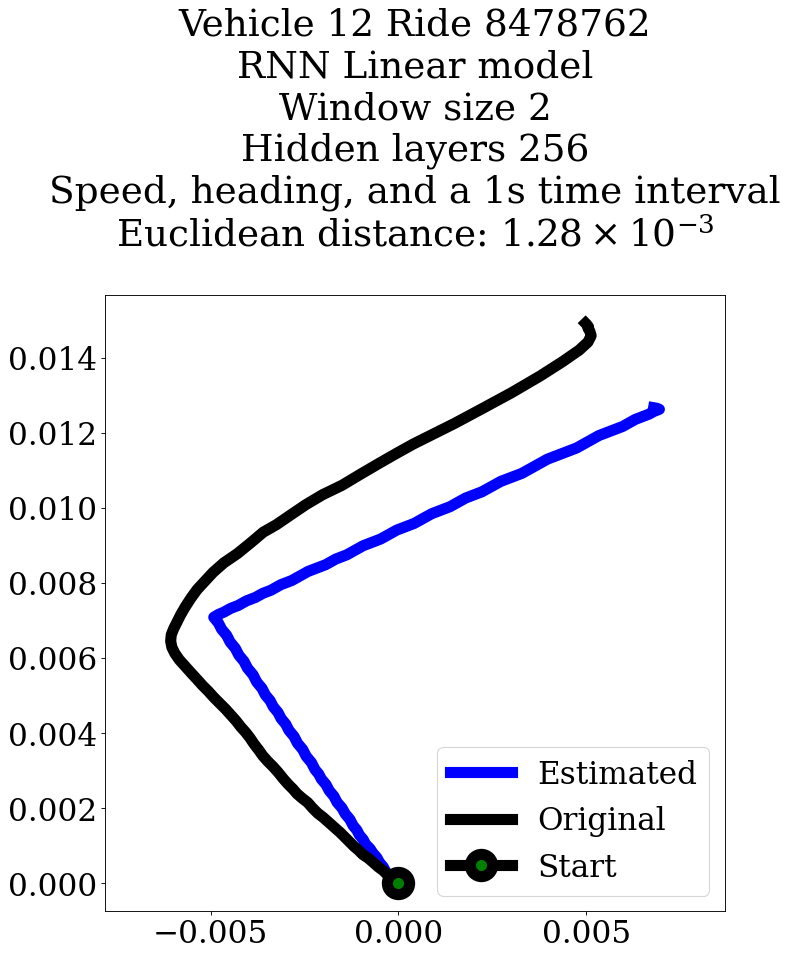 Vehicle 12 Ride 8478762
RNN Linear model
Window size 2
Hidden layers 256
Speed, heading, and a 1s time interval
Euclidean distance: 1.28 × 10⁻³
0.014
0.012
0.010
0.008
0.006
0.004
0.002
0.000
Estimated
Original
Start
−0.005 0.000 0.005